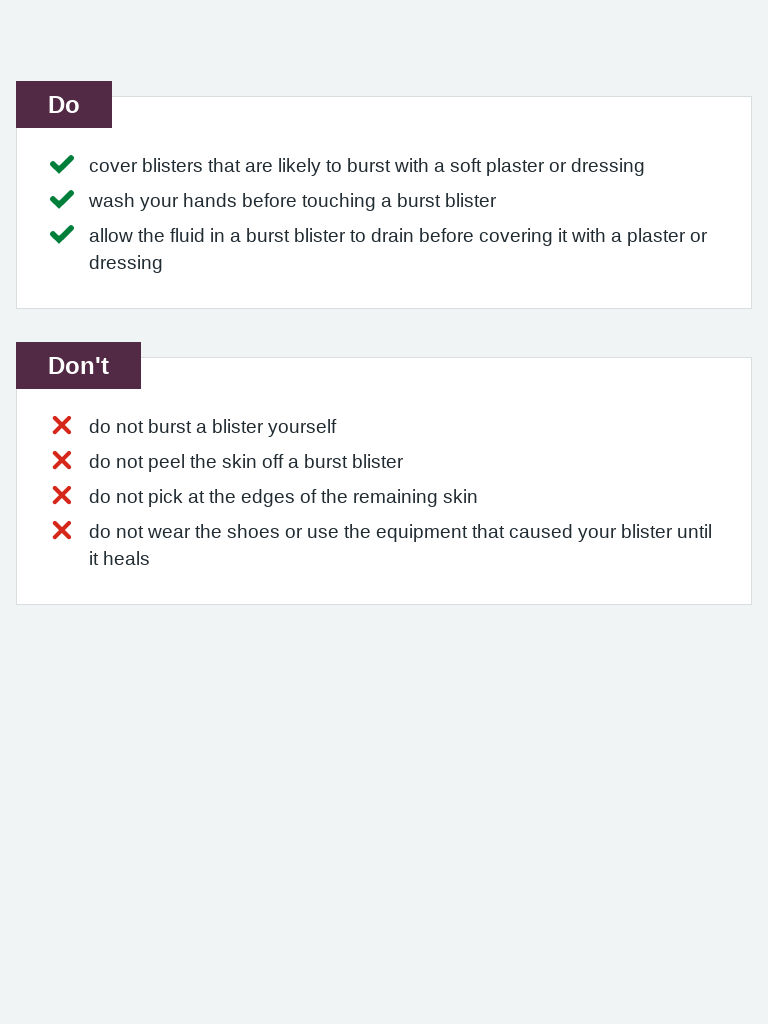 Do
cover blisters that are likely to burst with a soft plaster or dressing
wash your hands before touching a burst blister
allow the fluid in a burst blister to drain before covering it with a plaster or
dressing
Don't
do not burst a blister yourself
do not peel the skin off a burst blister
do not pick at the edges of the remaining skin
do not wear the shoes or use the equipment that caused your blister until
it heals